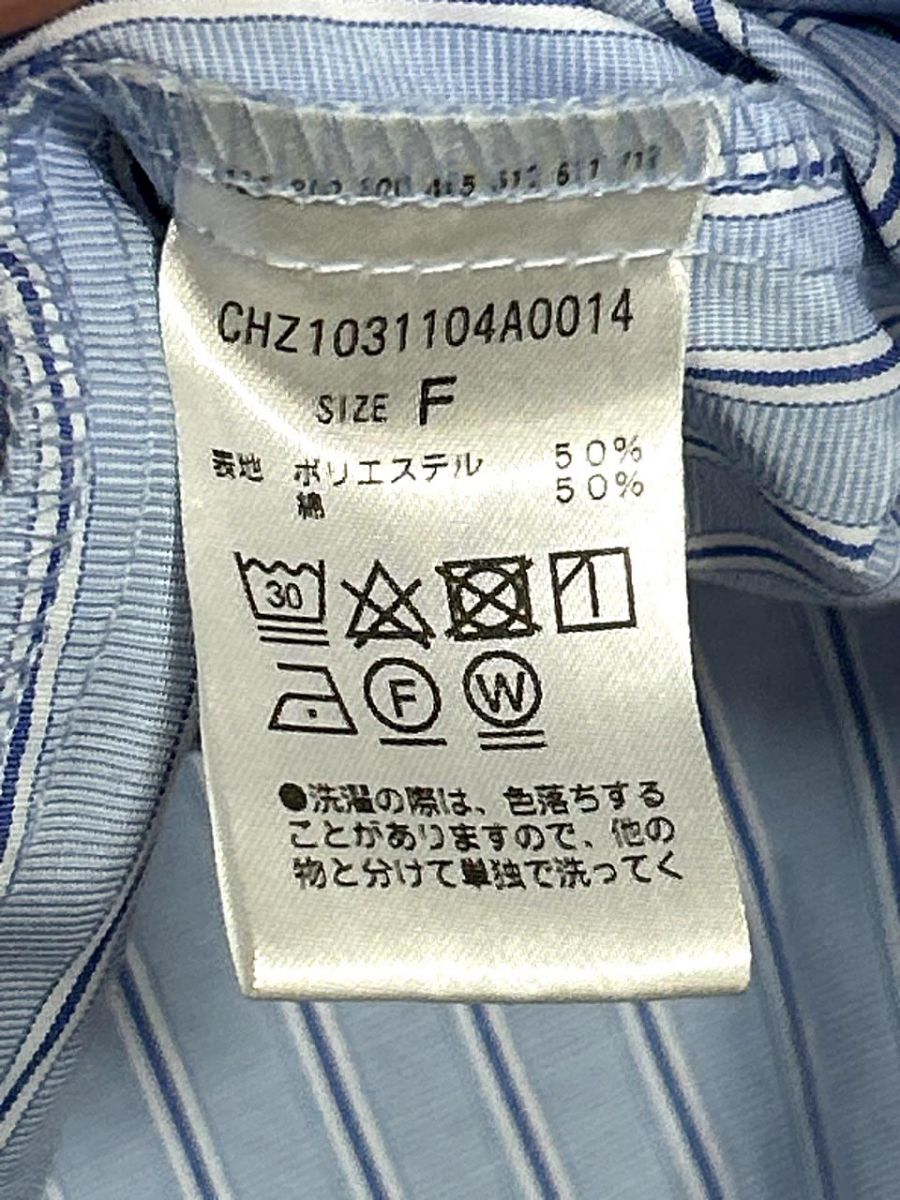 CHZ1031104A0014
SIZE F
表地 ポリエステル 50%
綿 50%
30
F W
●洗濯の際は、色落ちする
ことがありますので、他の
物と分けて単独で洗ってく